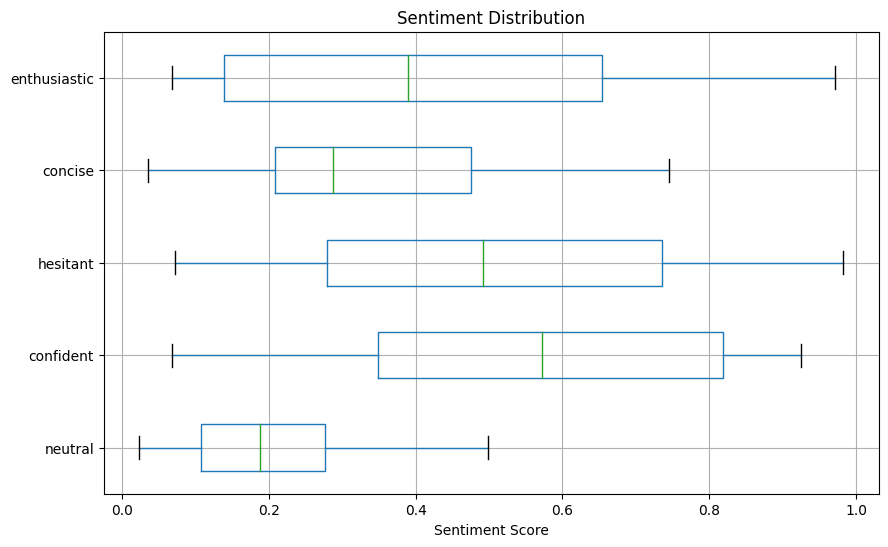 Sentiment Distribution
enthusiastic
concise
hesitant
confident
neutral
0.0 0.2 0.4 0.6 0.8 1.0
Sentiment Score